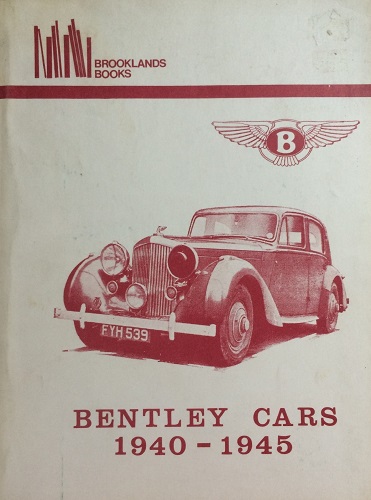 BROOKLANDS
BOOKS
B
FYH 539
BENTLEY CARS
1940-1945